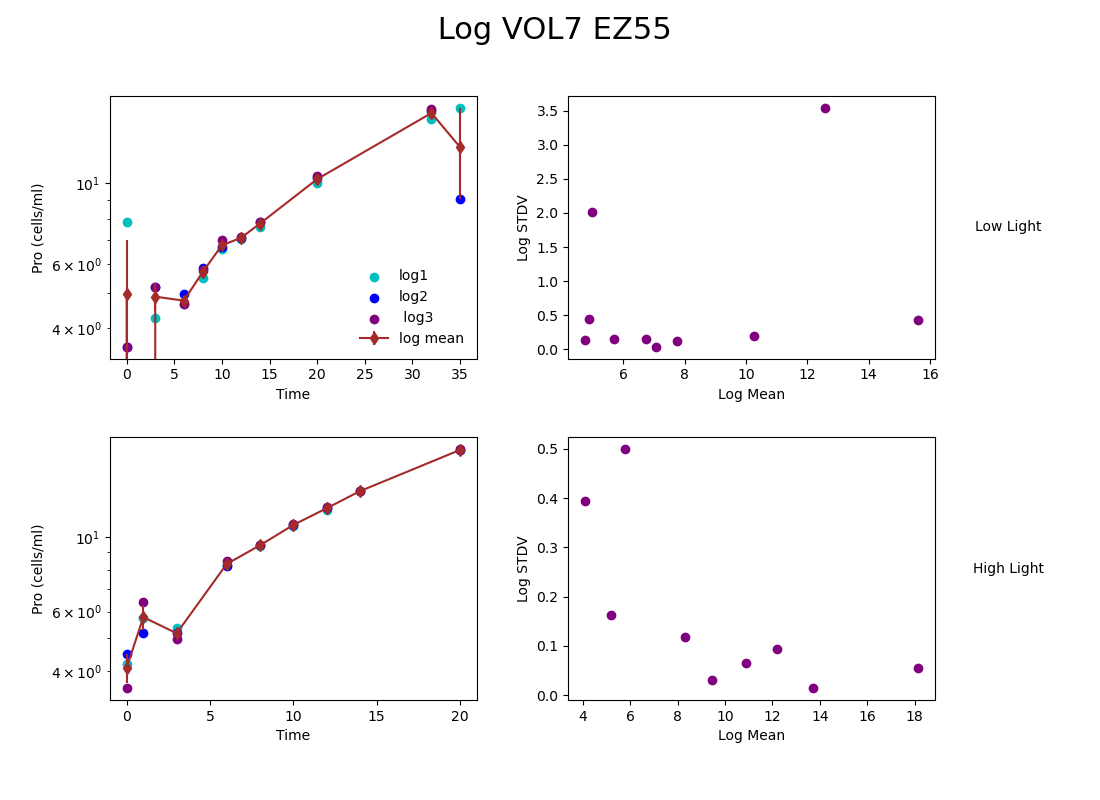 Log VOL7 EZ55
Pro (cells/ml)
10^1
6 × 10^0
4 × 10^0
log1
log2
log3
log mean
0 5 10 15 20 25 30 35
Time
Log STDV
3.5
3.0
2.5
2.0
1.5
1.0
0.5
0.0
6 8 10 12 14 16
Log Mean
Low Light
Pro (cells/ml)
10^1
6 × 10^0
4 × 10^0
0 5 10 15 20
Time
Log STDV
0.5
0.4
0.3
0.2
0.1
0.0
4 6 8 10 12 14 16 18
Log Mean
High Light